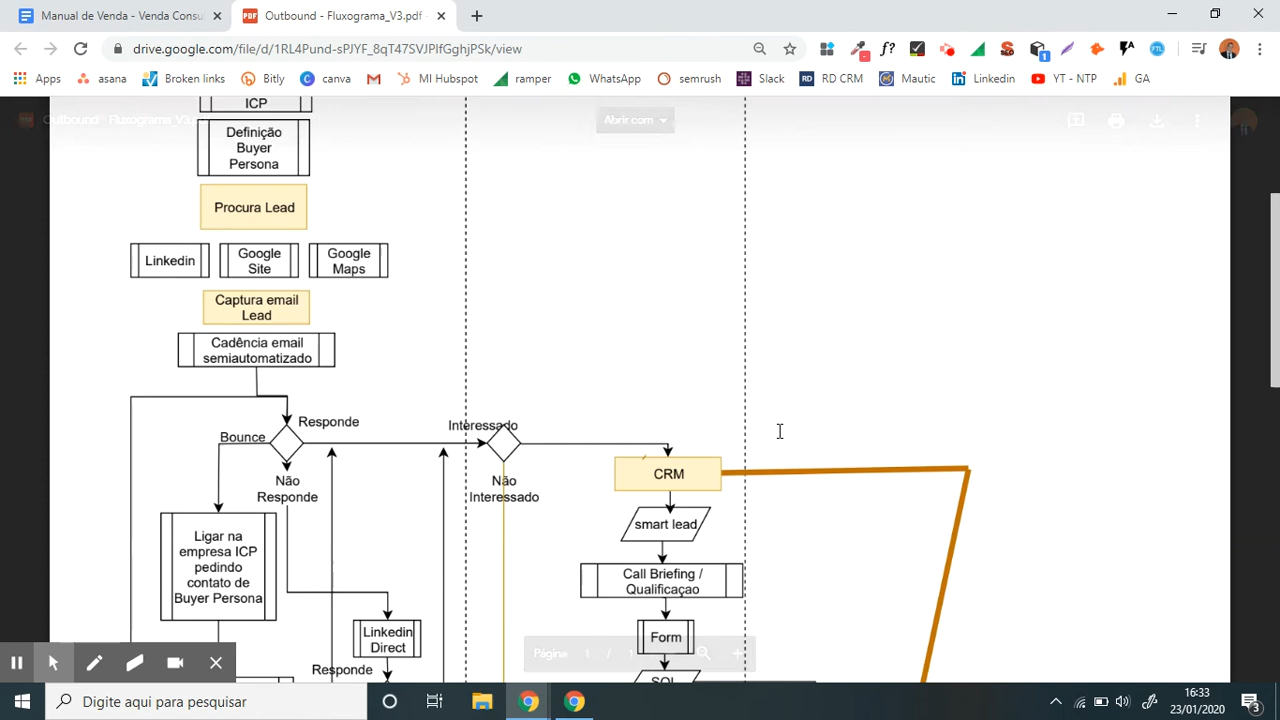 Manual de Venda - Venda Consu
Outbound - Fluxograma_V3.pdf -
drive.google.com/file/d/1RL4Pund-sPJYF_8qT47SVJPlfGghjPSk/view
Apps
asana
Broken links
Bitly
canva
MI Hubspot
ramper
WhatsApp
semrush
Slack
RD CRM
Mautic
Linkedin
YT - NTP
GA
Outbound - Fluxograma_V3.p
Abrir com
ICP
Definição
Buyer
Persona
Procura Lead
Linkedin
Google
Site
Google
Maps
Captura email
Lead
Cadência email
semiautomatizado
Responde
Bounce
Não
Responde
Interessado
Não
Interessado
CRM
smart lead
Call Briefing /
Qualificaçao
Form
SQL
Ligar na
empresa ICP
pedindo
contato de
Buyer Persona
Linkedin
Direct
Responde
Página 1 / 1
Digite aqui para pesquisar
16:33
23/01/2020